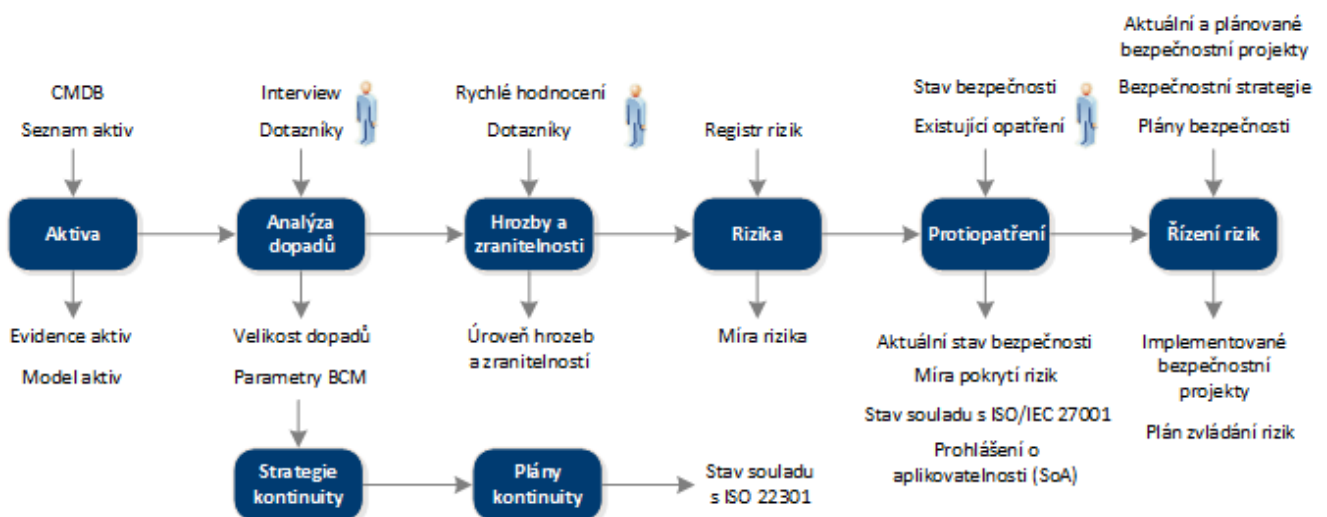 Aktuální a plánované
bezpečnostní projekty
CMDB
Interview
Rychlé hodnocení
Stav bezpečnosti
Bezpečnostní strategie
Seznam aktiv
Dotazníky
Dotazníky
Registr rizik
Existující opatření
Plány bezpečnosti
Aktiva
Analýza
dopadů
Hrozby a
zranitelnosti
Rizika
Protiopatření
Řízení rizik
Evidence aktiv
Model aktiv
Velikost dopadů
Parametry BCM
Úroveň hrozeb
a zranitelností
Míra rizika
Aktuální stav bezpečnosti
Míra pokrytí rizik
Stav souladu s ISO/IEC 27001
Prohlášení o
aplikovatelnosti (SoA)
Implementované
bezpečnostní
projekty
Plán zvládání rizik
Strategie
kontinuity
Plány
kontinuity
Stav souladu
s ISO 22301